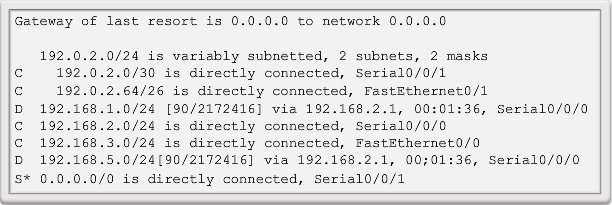 Gateway of last resort is 0.0.0.0 to network 0.0.0.0
192.0.2.0/24 is variably subnetted, 2 subnets, 2 masks
C 192.0.2.0/30 is directly connected, Serial0/0/1
C 192.0.2.64/26 is directly connected, FastEthernet0/1
D 192.168.1.0/24 [90/2172416] via 192.168.2.1, 00:01:36, Serial0/0/0
C 192.168.2.0/24 is directly connected, Serial0/0/0
C 192.168.3.0/24 is directly connected, FastEthernet0/0
D 192.168.5.0/24[90/2172416] via 192.168.2.1, 00;01:36, Serial0/0/0
S* 0.0.0.0/0 is directly connected, Serial0/0/1